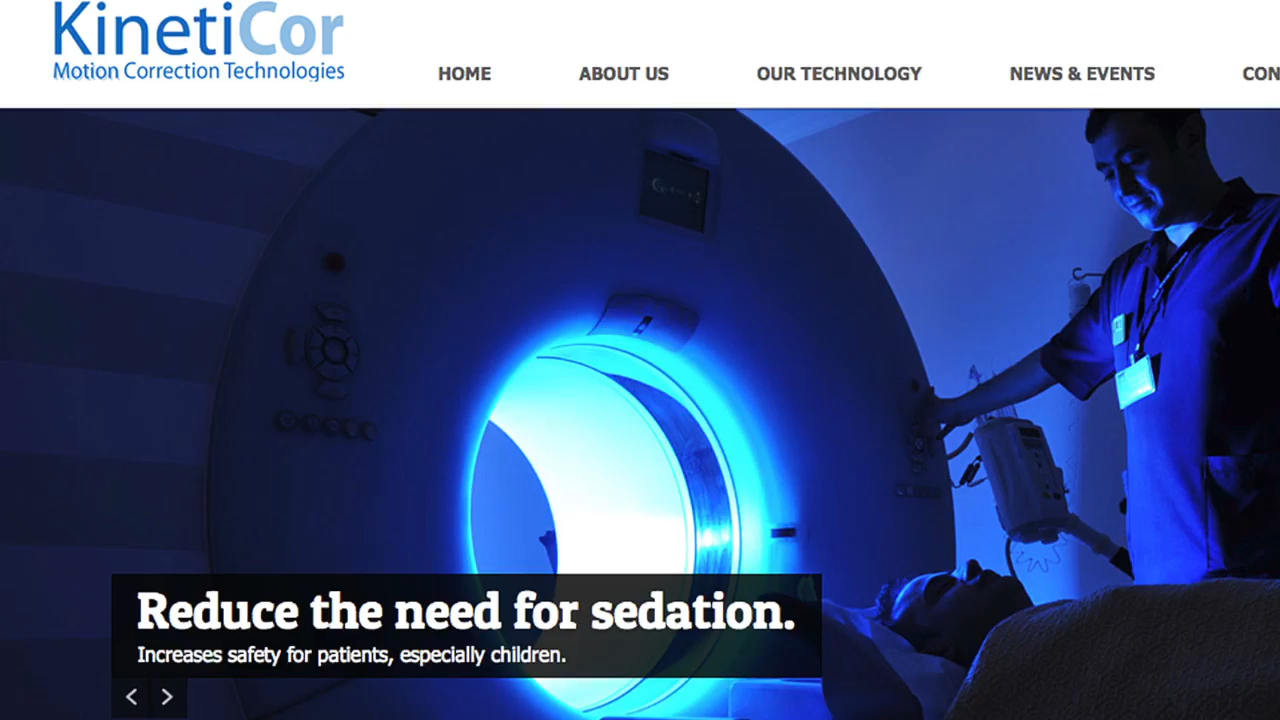 KinetiCor
Motion Correction Technologies
HOME ABOUT US OUR TECHNOLOGY NEWS & EVENTS CON
Reduce the need for sedation.
Increases safety for patients, especially children.